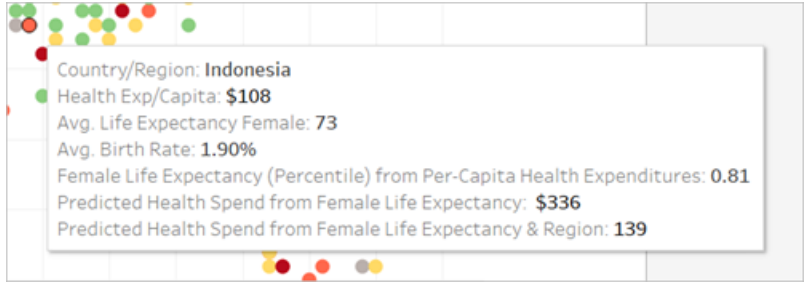 Country/Region: Indonesia
Health Exp/Capita: $108
Avg. Life Expectancy Female: 73
Avg. Birth Rate: 1.90%
Female Life Expectancy (Percentile) from Per-Capita Health Expenditures: 0.81
Predicted Health Spend from Female Life Expectancy: $336
Predicted Health Spend from Female Life Expectancy & Region: 139